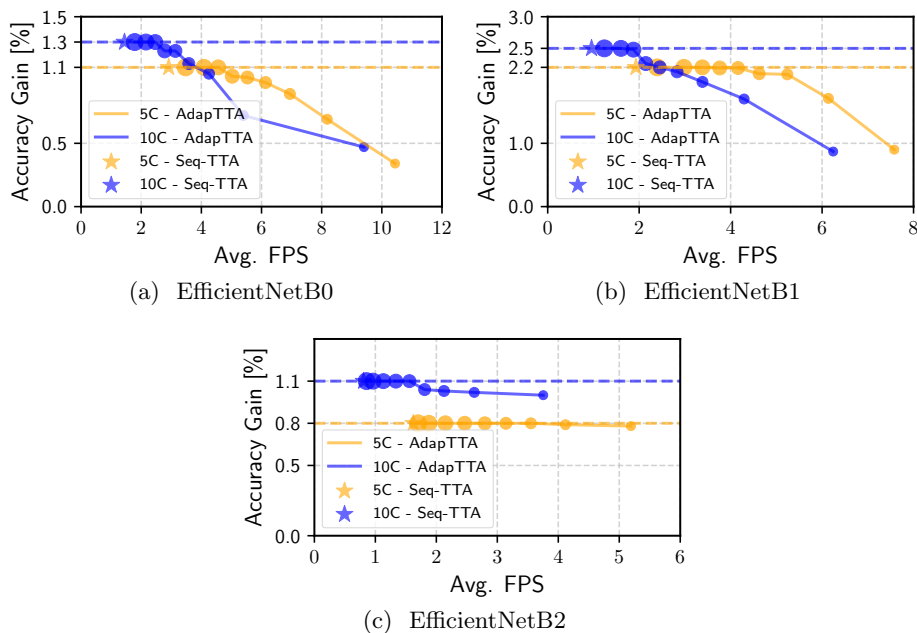 Accuracy Gain [%]
1.5
1.3
1.1
0.5
0.0
5C - AdapTTA
10C - AdapTTA
5C - Seq-TTA
10C - Seq-TTA
0 2 4 6 8 10 12
Avg. FPS
(a) EfficientNetB0
Accuracy Gain [%]
3.0
2.5
2.2
1.0
0.0
5C - AdapTTA
10C - AdapTTA
5C - Seq-TTA
10C - Seq-TTA
0 2 4 6 8
Avg. FPS
(b) EfficientNetB1
Accuracy Gain [%]
1.1
0.8
0.5
0.0
5C - AdapTTA
10C - AdapTTA
5C - Seq-TTA
10C - Seq-TTA
0 1 2 3 4 5 6
Avg. FPS
(c) EfficientNetB2